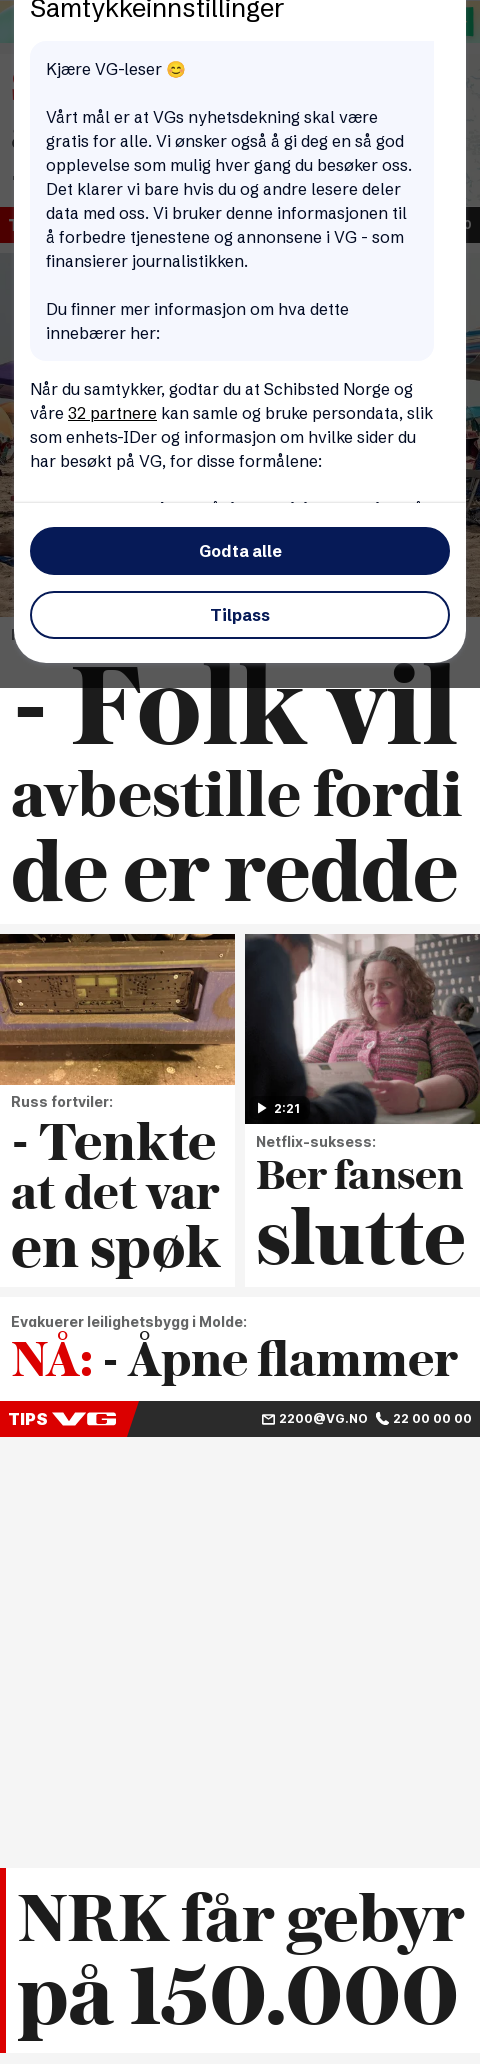 Samtykkeinnstillinger
Kjære VG-leser 😊
Vårt mål er at VGs nyhetsdekning skal være
gratis for alle. Vi ønsker også å gi deg en så god
opplevelse som mulig hver gang du besøker oss.
Det klarer vi bare hvis du og andre lesere deler
data med oss. Vi bruker denne informasjonen til
å forbedre tjenestene og annonsene i VG - som
finansierer journalistikken.
Du finner mer informasjon om hva dette
innebærer her:
Når du samtykker, godtar du at Schibsted Norge og
våre 32 partnere kan samle og bruke persondata, slik
som enhets-IDer og informasjon om hvilke sider du
har besøkt på VG, for disse formålene:
Godta alle
Tilpass
- Folk vil
avbestille fordi
de er redde
Russ fortviler:
- Tenkte
at det var
en spøk
2:21
Netflix-suksess:
Ber fansen
slutte
Evakuerer leilighetsbygg i Molde:
NÅ: - Åpne flammer
TIPS VG 2200@VG.NO 22 00 00 00
NRK får gebyr
på 150.000